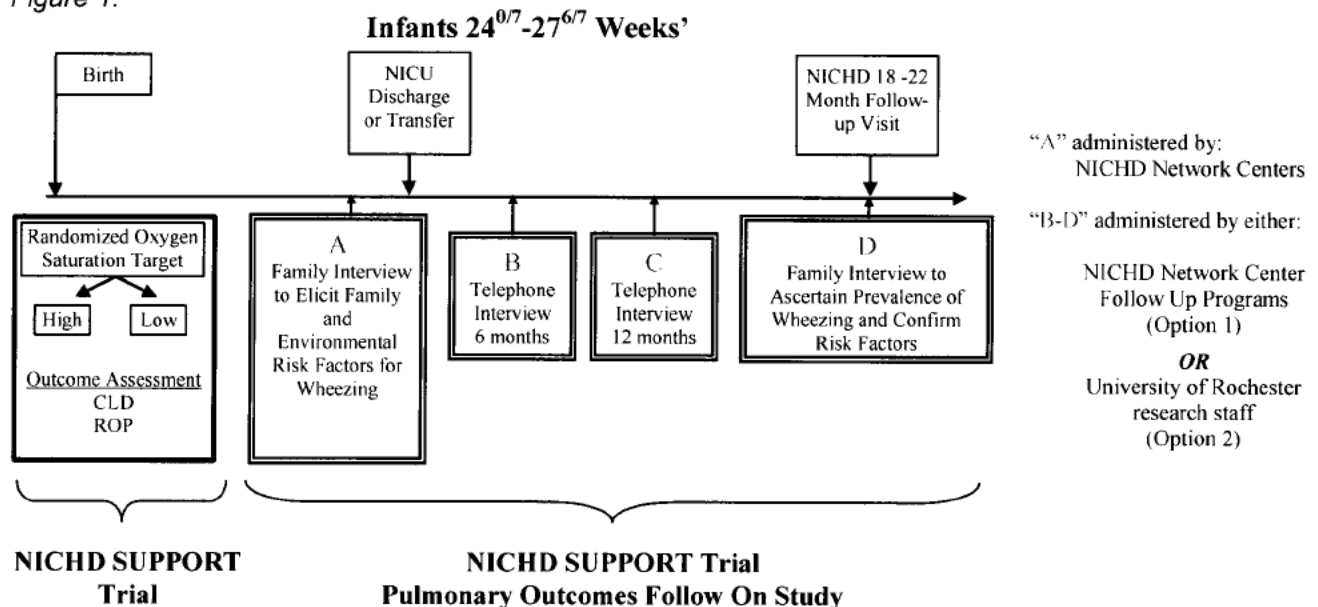 Figure 1.
Infants 24^0/7-27^6/7 Weeks'
Birth
NICU
Discharge
or Transfer
NICHD 18 -22
Month Follow-
up Visit
Randomized Oxygen
Saturation Target
High
Low
Outcome Assessment
CLD
ROP
A
Family Interview
to Elicit Family
and
Environmental
Risk Factors for
Wheezing
B
Telephone
Interview
6 months
C
Telephone
Interview
12 months
D
Family Interview to
Ascertain Prevalence of
Wheezing and Confirm
Risk Factors
"A" administered by:
NICHD Network Centers
"B-D" administered by either:
NICHD Network Center
Follow Up Programs
(Option 1)
OR
University of Rochester
research staff
(Option 2)
NICHD SUPPORT
Trial
NICHD SUPPORT Trial
Pulmonary Outcomes Follow On Study